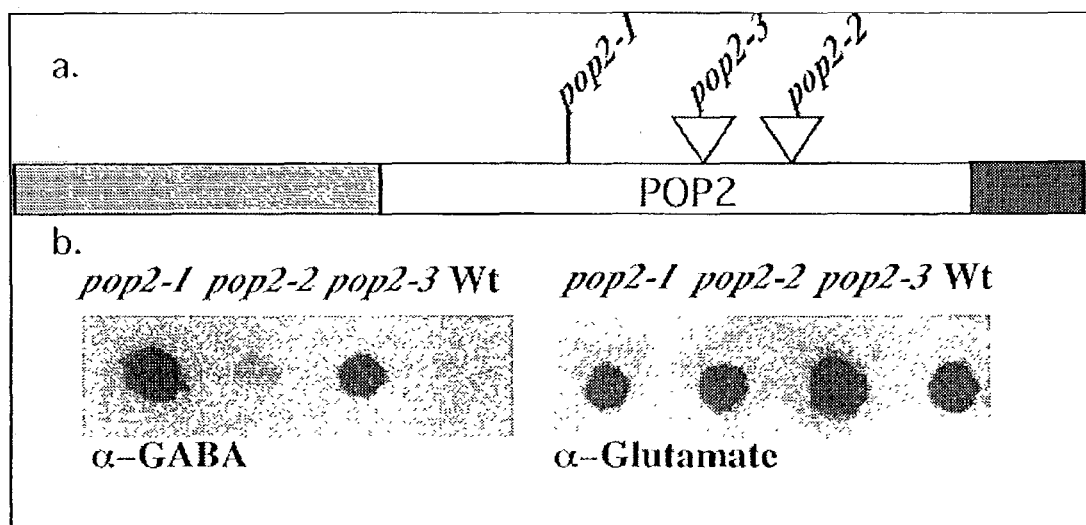 a.
pop2-1 pop2-3 pop2-2
POP2
b.
pop2-1 pop2-2 pop2-3 Wt pop2-1 pop2-2 pop2-3 Wt
α-GABA α-Glutamate